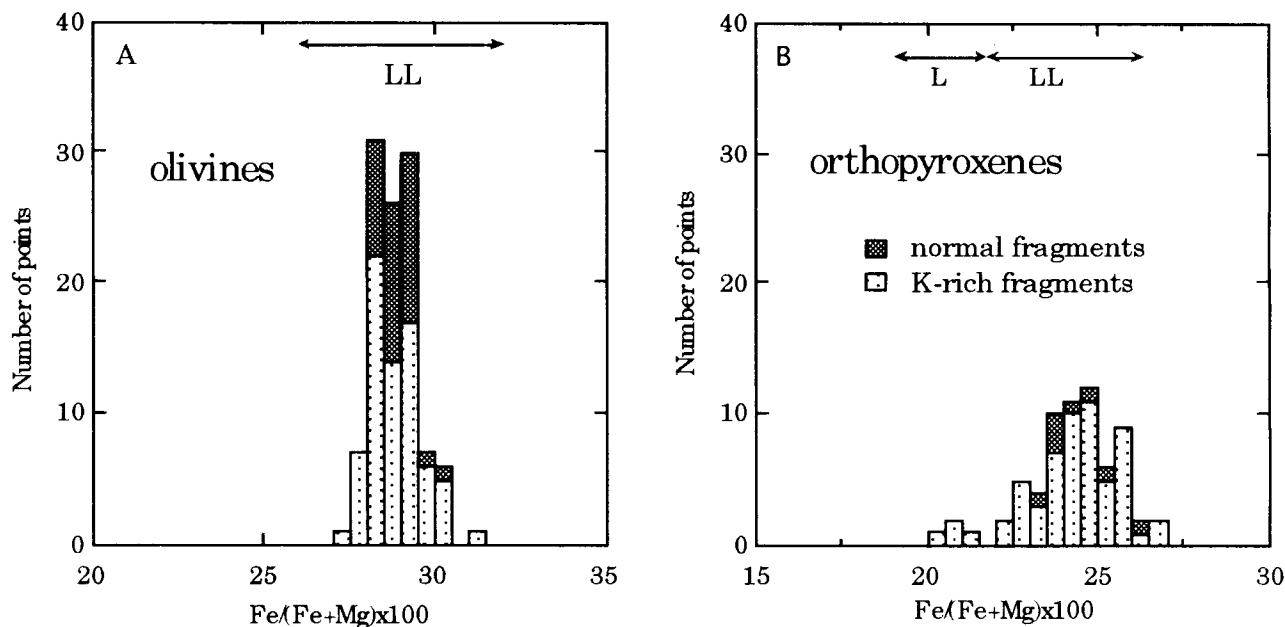 40
A
LL
30
olivines
20
10
0
20
25
30
35
Number of points
Fe/(Fe+Mg)x100
40
B
L
LL
30
orthopyroxenes
normal fragments
K-rich fragments
20
10
0
15
20
25
30
Number of points
Fe/(Fe+Mg)x100